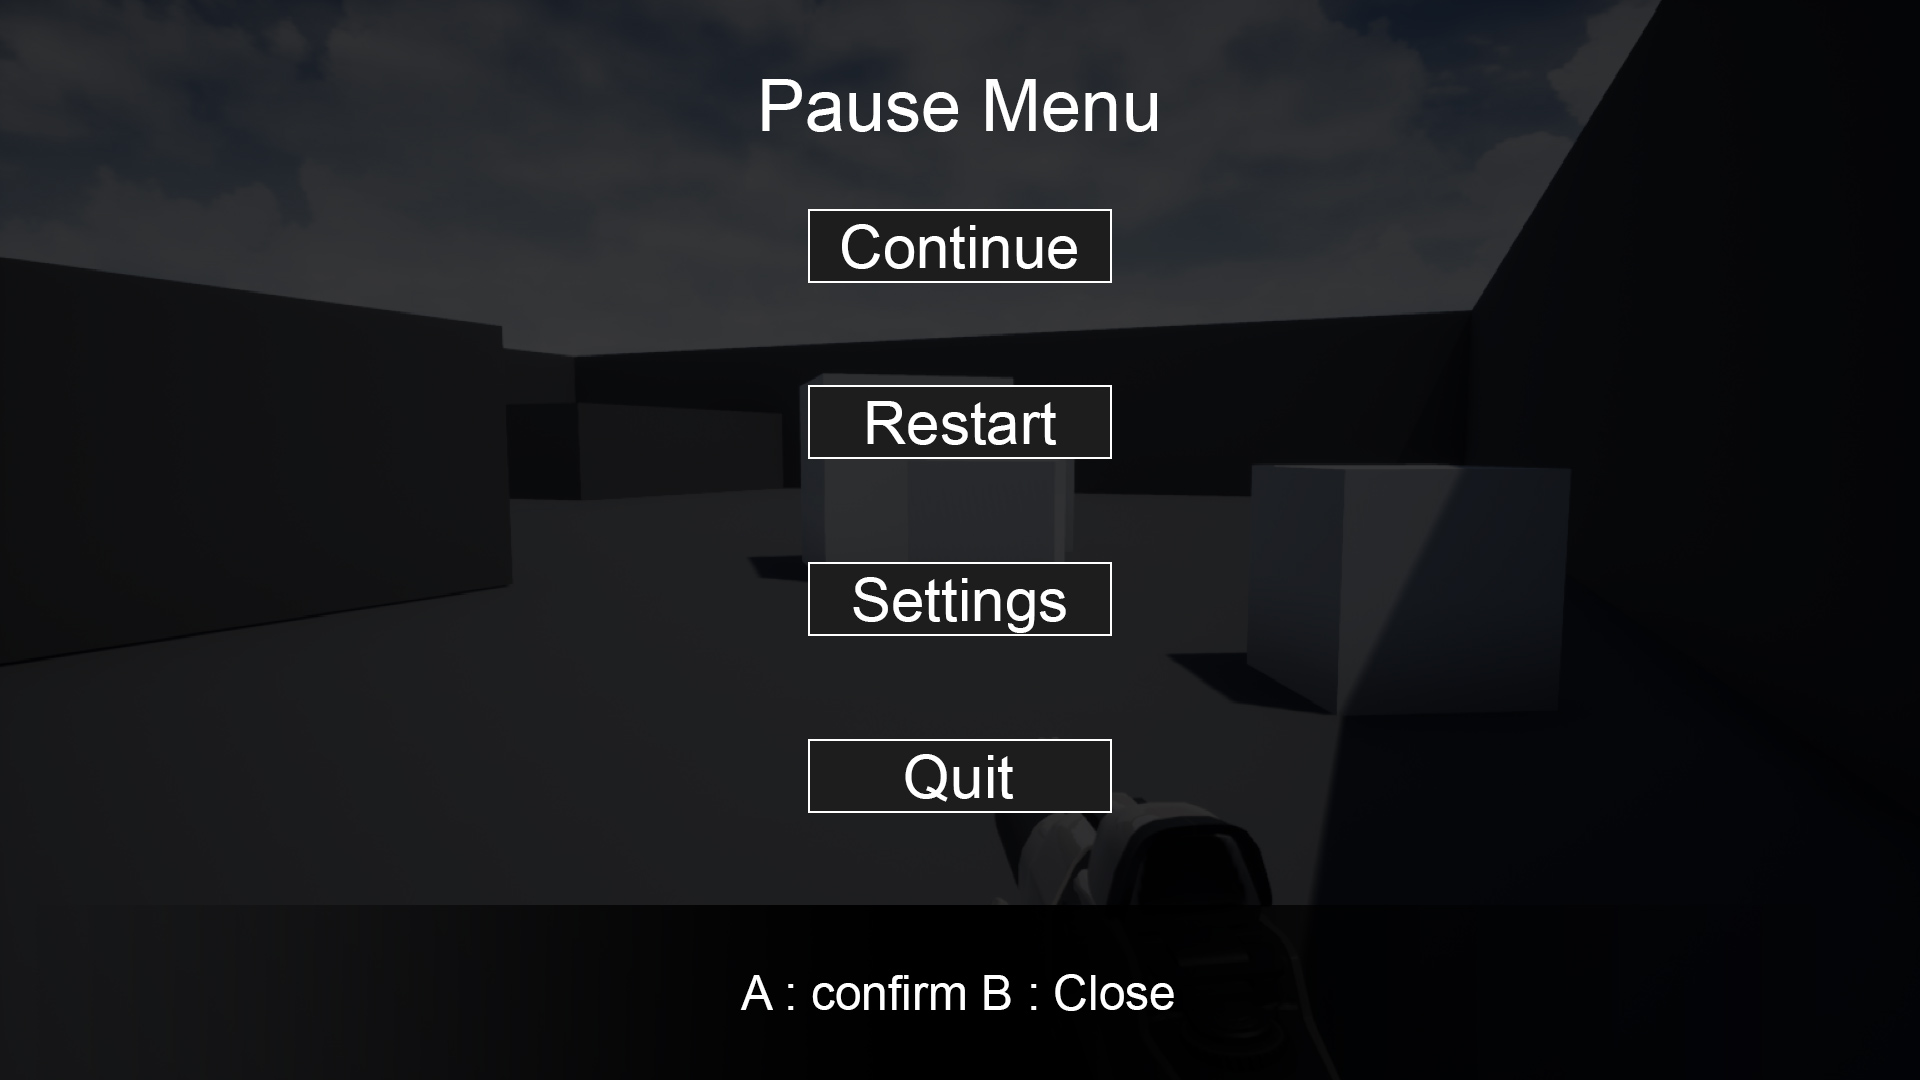 Pause Menu
Continue
Restart
Settings
Quit
A : confirm B : Close